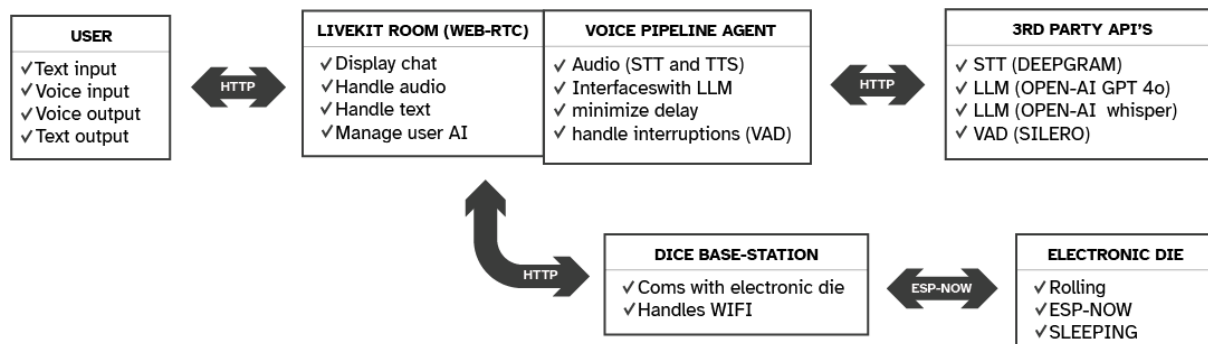 USER
✓Text input
✓Voice input
✓Voice output
✓Text output
HTTP
LIVEKIT ROOM (WEB-RTC)
✓Display chat
✓Handle audio
✓Handle text
✓Manage user AI
VOICE PIPELINE AGENT
✓Audio (STT and TTS)
✓Interfaceswith LLM
✓minimize delay
✓handle interruptions (VAD)
HTTP
3RD PARTY API'S
✓STT (DEEPGRAM)
✓LLM (OPEN-AI GPT 4o)
✓LLM (OPEN-AI whisper)
✓VAD (SILERO)
HTTP
DICE BASE-STATION
✓Coms with electronic die
✓Handles WIFI
ESP-NOW
ELECTRONIC DIE
✓Rolling
✓ESP-NOW
✓SLEEPING